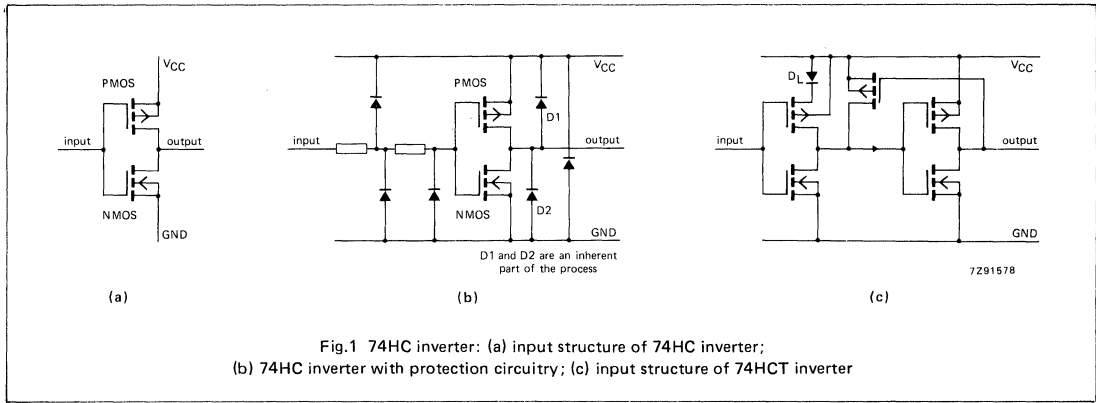 VCC
PMOS
input
output
NMOS
GND
(a)
VCC
PMOS
D1
input
output
NMOS
D2
GND
D1 and D2 are an inherent
part of the process
(b)
DL
VCC
input
output
GND
7Z91578
(c)
Fig.1 74HC inverter: (a) input structure of 74HC inverter;
(b) 74HC inverter with protection circuitry; (c) input structure of 74HCT inverter